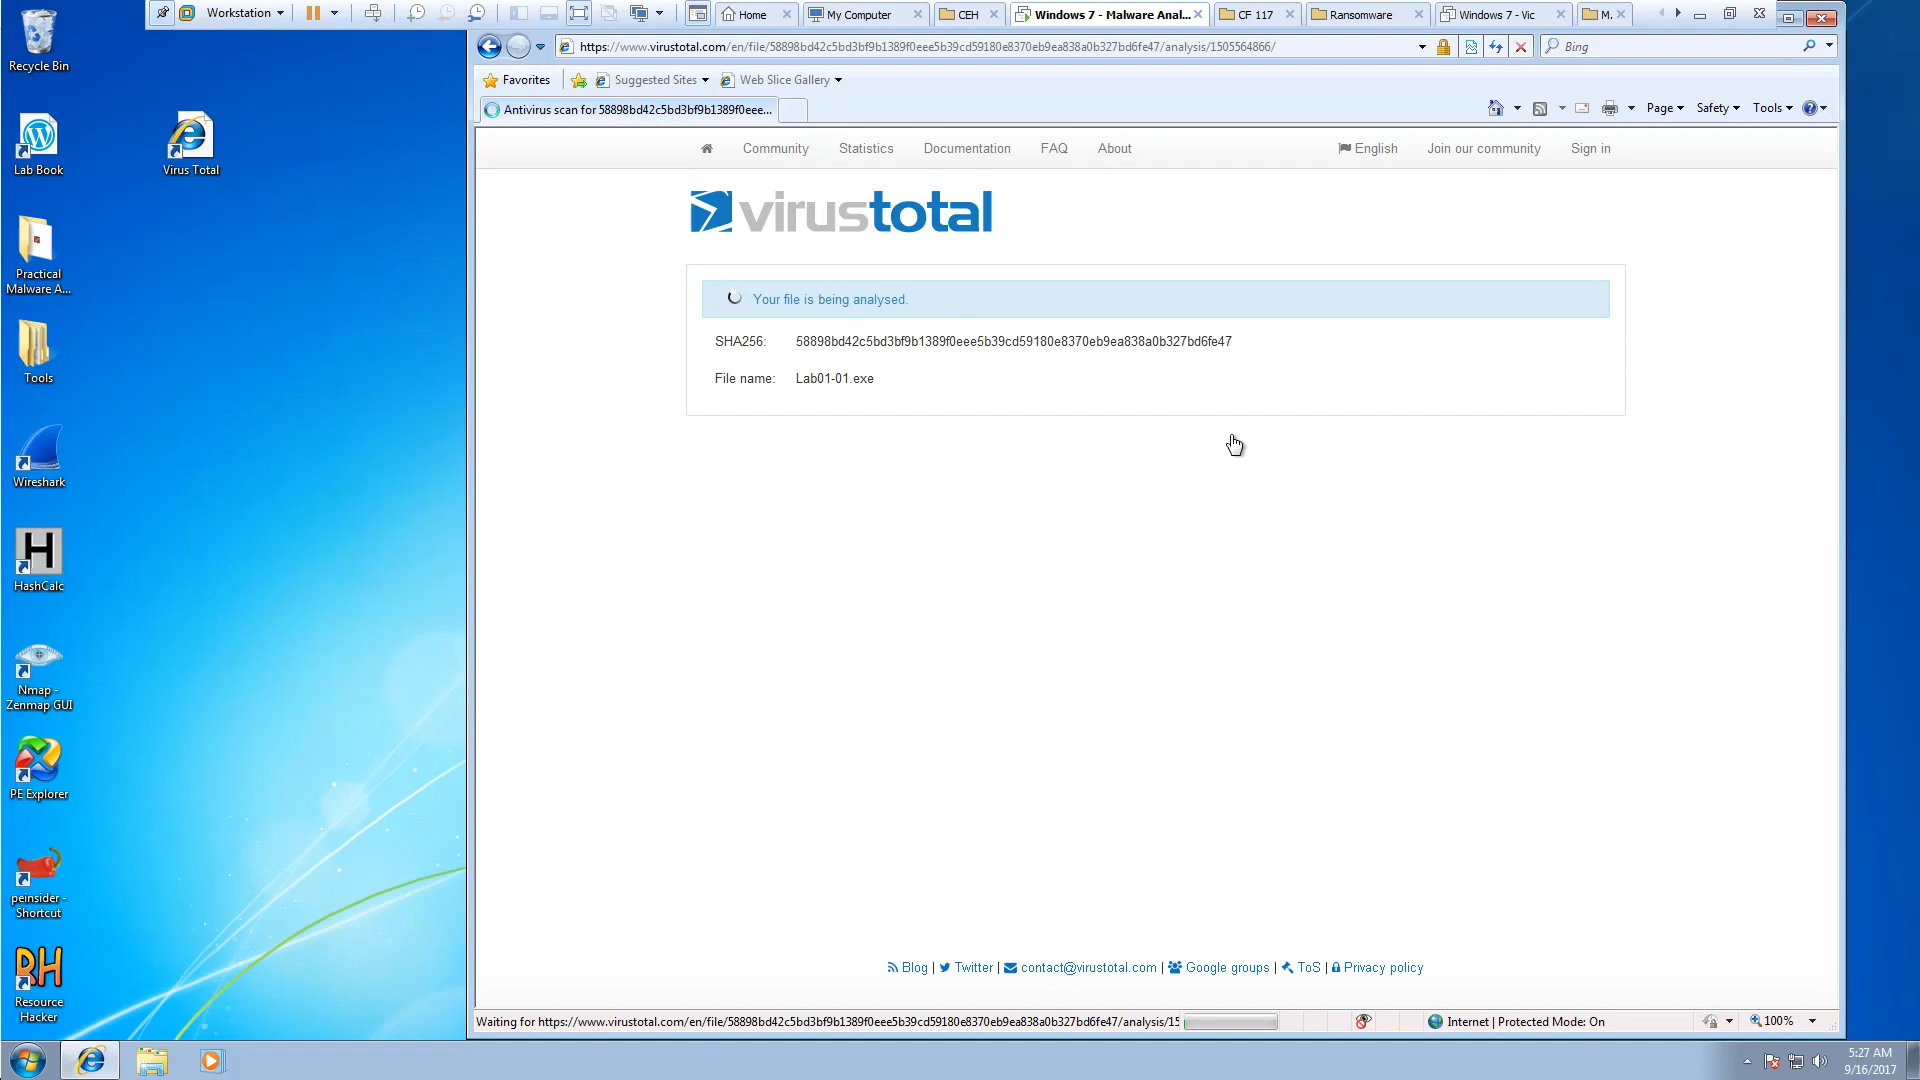 Workstation
Home
My Computer
CEH
Windows 7 - Malware Anal...
CF 117
Ransomware
Windows 7 - Vic
M.
https://www.virustotal.com/en/file/58898bd42c5bd3bf9b1389f0eee5b39cd59180e8370eb9ea838a0b327bd6fe47/analysis/1505564866/
Bing
Favorites
Suggested Sites
Web Slice Gallery
Antivirus scan for 58898bd42c5bd3bf9b1389f0eee...
Page
Safety
Tools
Community
Statistics
Documentation
FAQ
About
English
Join our community
Sign in
virustotal
Your file is being analysed.
SHA256: 58898bd42c5bd3bf9b1389f0eee5b39cd59180e8370eb9ea838a0b327bd6fe47
File name: Lab01-01.exe
Blog | Twitter | contact@virustotal.com | Google groups | ToS | Privacy policy
Waiting for https://www.virustotal.com/en/file/58898bd42c5bd3bf9b1389f0eee5b39cd59180e8370eb9ea838a0b327bd6fe47/analysis/15
Internet | Protected Mode: On
100%
Recycle Bin
Lab Book
Virus Total
Practical
Malware A...
Tools
Wireshark
H
HashCalc
Nmap -
Zenmap GUI
PE Explorer
peinsider -
Shortcut
RH
Resource
Hacker
5:27 AM
9/16/2017